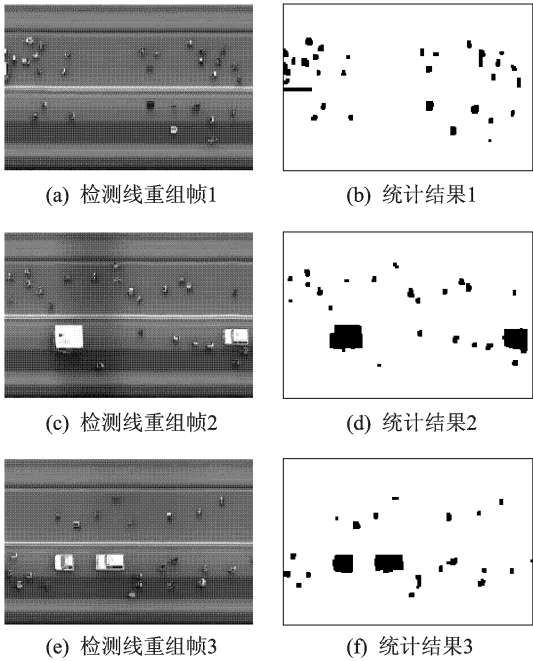 (a) 检测线重组帧1
(b) 统计结果1
(c) 检测线重组帧2
(d) 统计结果2
(e) 检测线重组帧3
(f) 统计结果3